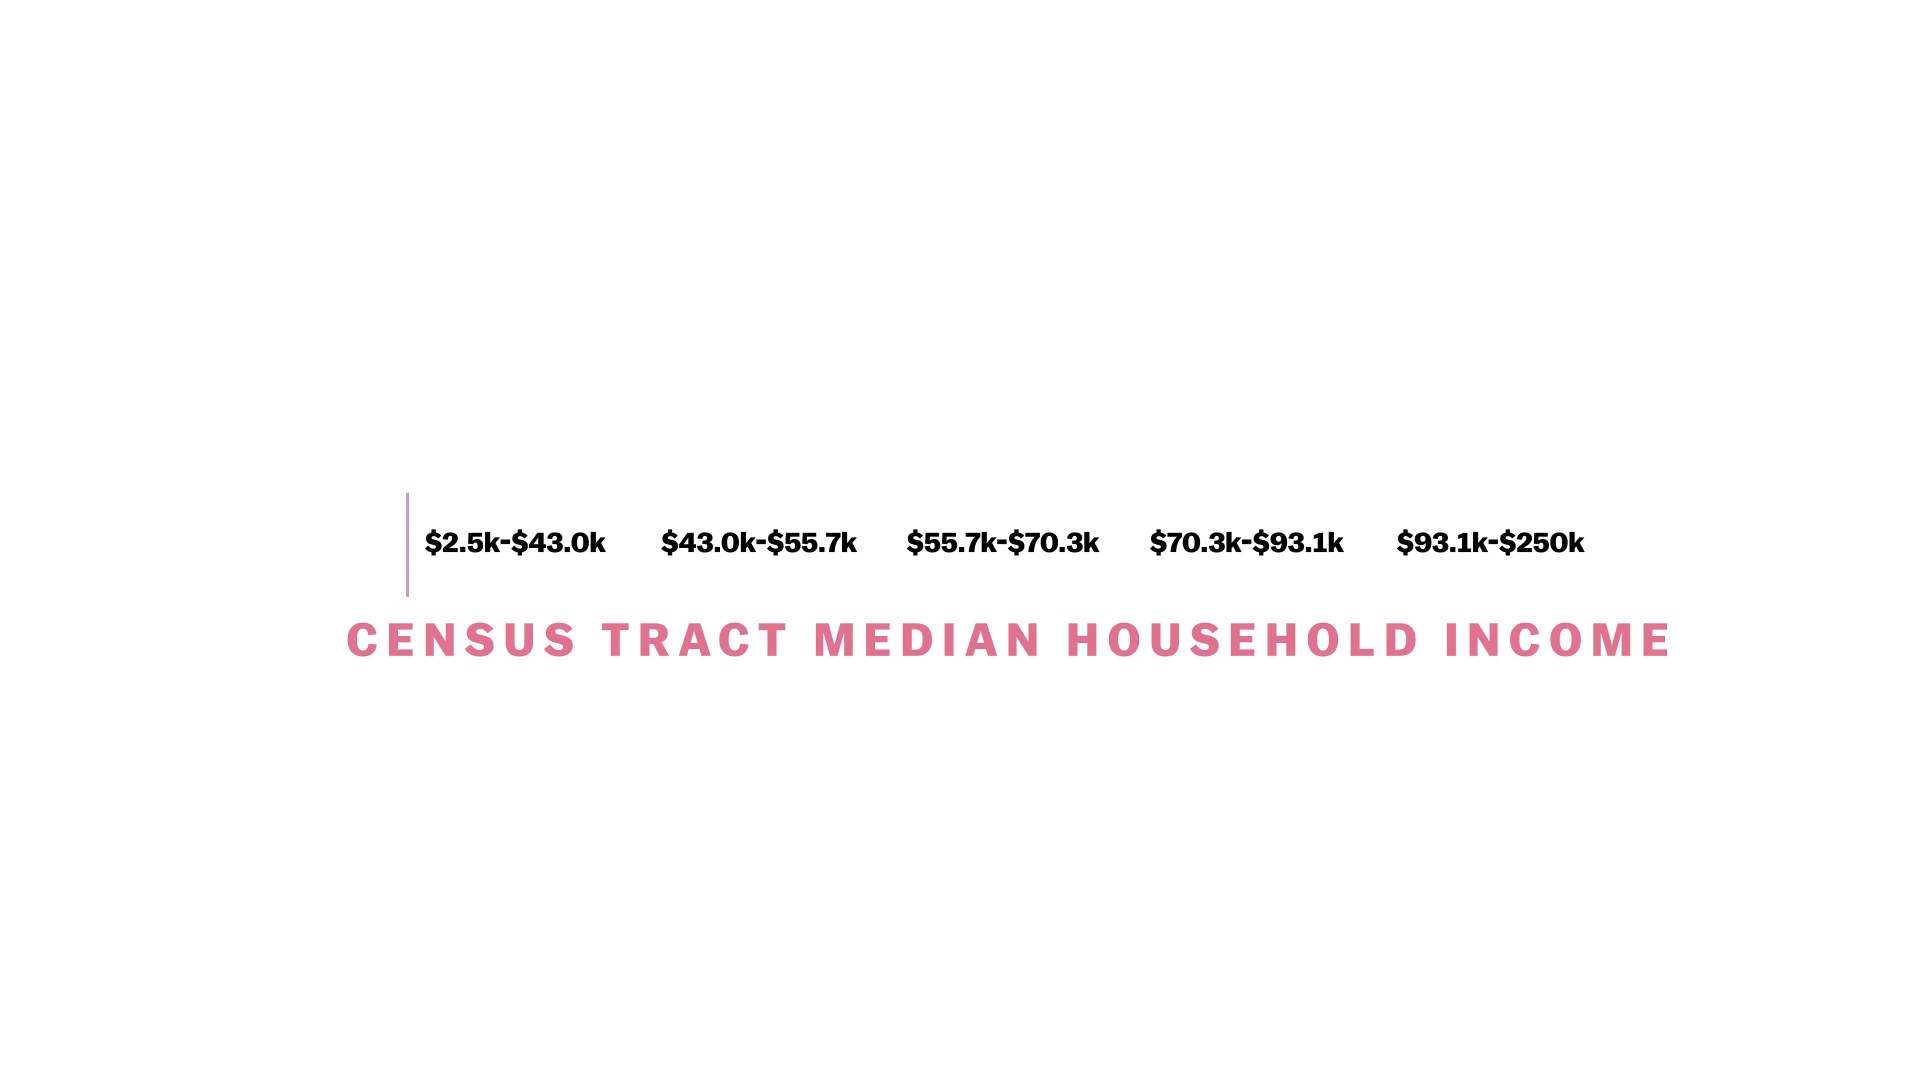 $2.5k-$43.0k $43.0k-$55.7k $55.7k-$70.3k $70.3k-$93.1k $93.1k-$250k
CENSUS TRACT MEDIAN HOUSEHOLD INCOME